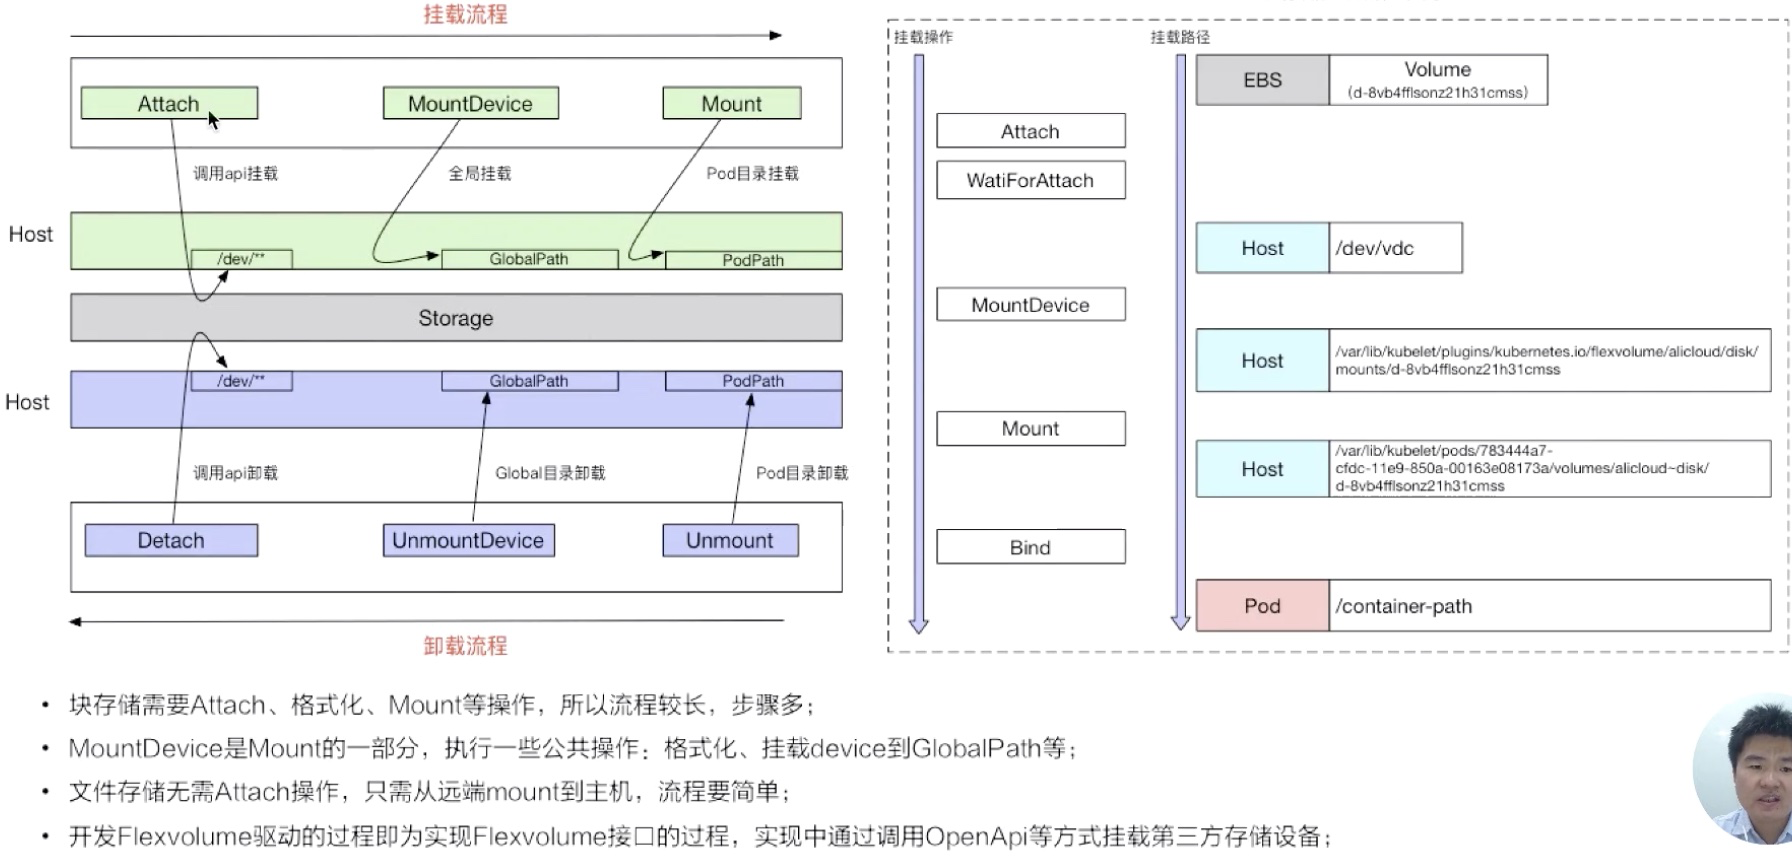 挂载流程
Attach
MountDevice
Mount
调用api挂载
全局挂载
Pod目录挂载
Host
/dev/**
GlobalPath
PodPath
Storage
Host
/dev/**
GlobalPath
PodPath
调用api卸载
Global目录卸载
Pod目录卸载
Detach
UnmountDevice
Unmount
卸载流程
挂载操作
挂载路径
EBS
Volume
(d-8vb4fflsonz21h31cmss)
Attach
WatiForAttach
Host
/dev/vdc
MountDevice
Host
/var/lib/kubelet/plugins/kubernetes.io/flexvolume/alicloud/disk/
mounts/d-8vb4fflsonz21h31cmss
Mount
Host
/var/lib/kubelet/pods/783444a7-
cfdc-11e9-850a-00163e08173a/volumes/alicloud~disk/
d-8vb4fflsonz21h31cmss
Bind
Pod
/container-path
• 块存储需要Attach、格式化、Mount等操作，所以流程较长，步骤多；
• MountDevice是Mount的一部分，执行一些公共操作：格式化、挂载device到GlobalPath等；
• 文件存储无需Attach操作，只需从远端mount到主机，流程要简单；
• 开发Flexvolume驱动的过程即为实现Flexvolume接口的过程，实现中通过调用OpenApi等方式挂载第三方存储设备；